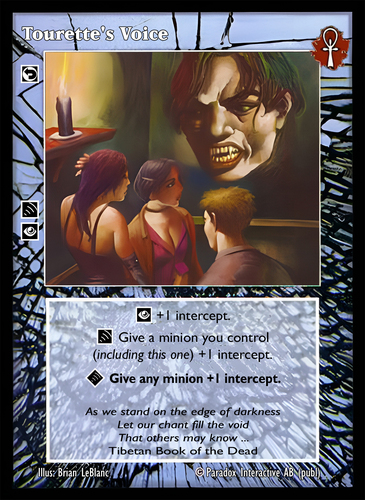 Tourette's Voice
+1 intercept.
Give a minion you control
(including this one) +1 intercept.
Give any minion +1 intercept.
As we stand on the edge of darkness
Let our chant fill the void
That others may know ...
Tibetan Book of the Dead
Illus: Brian LeBlanc © Paradox Interactive AB (publ)